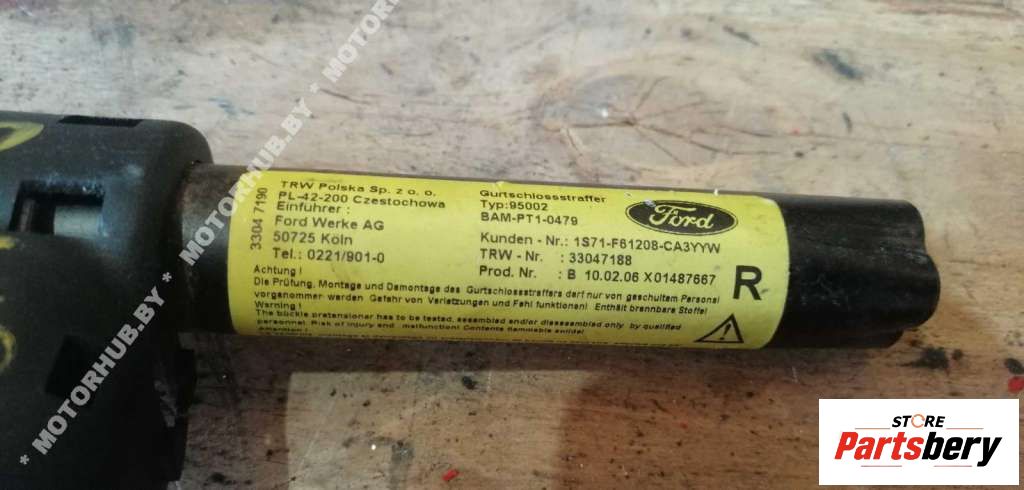 TRW Polska Sp. z o. o.
PL-42-200 Czestochowa
Einführer :
Ford Werke AG
50725 Köln
Tel.: 0221/901-0
3304 7190
Gurtschlossstraffer
Typ:95002
BAM-PT1-0479
Ford
Kunden - Nr.: 1S71-F61208-CA3YYW
TRW - Nr. : 33047188
Prod. Nr. : B 10.02.06 X01487667
R
Achtung !
Die Prüfung, Montage und Demontage des Gurtschlossstraffers darf nur von geschultem Personal
vorgenommen werden Gefahr von Verletzungen und Fehl funktionen! Enthält brennbare Stoffe!
Warning !
The buckle pretensioner has to be tested, assembled and/or disassembled only by qualified
personnel. Risk of injury and malfunction! Contents flammable
* MOTORHUB.BY * MOTORHUB.BY * MOTORHUB.BY *
STORE
Partsbery